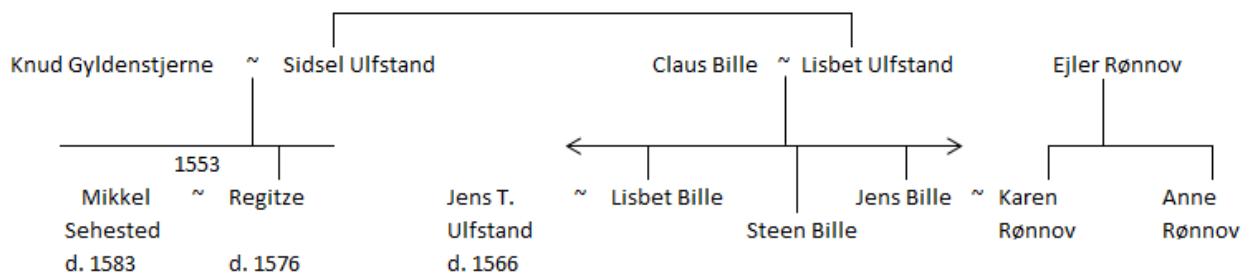 Knud Gyldenstjerne ~ Sidsel Ulfstand Claus Bille ~ Lisbet Ulfstand Ejler Rønnov
1553
Mikkel ~ Regitze Jens T. ~ Lisbet Bille Jens Bille ~ Karen Anne
Sehested Ulfstand Steen Bille Rønnov Rønnov
d. 1583 d. 1576 d. 1566